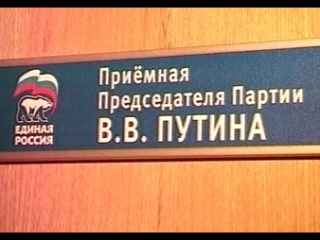 Приёмная
Председателя Партии
В.В. ПУТИНА
ЕДИНАЯ
РОССИЯ